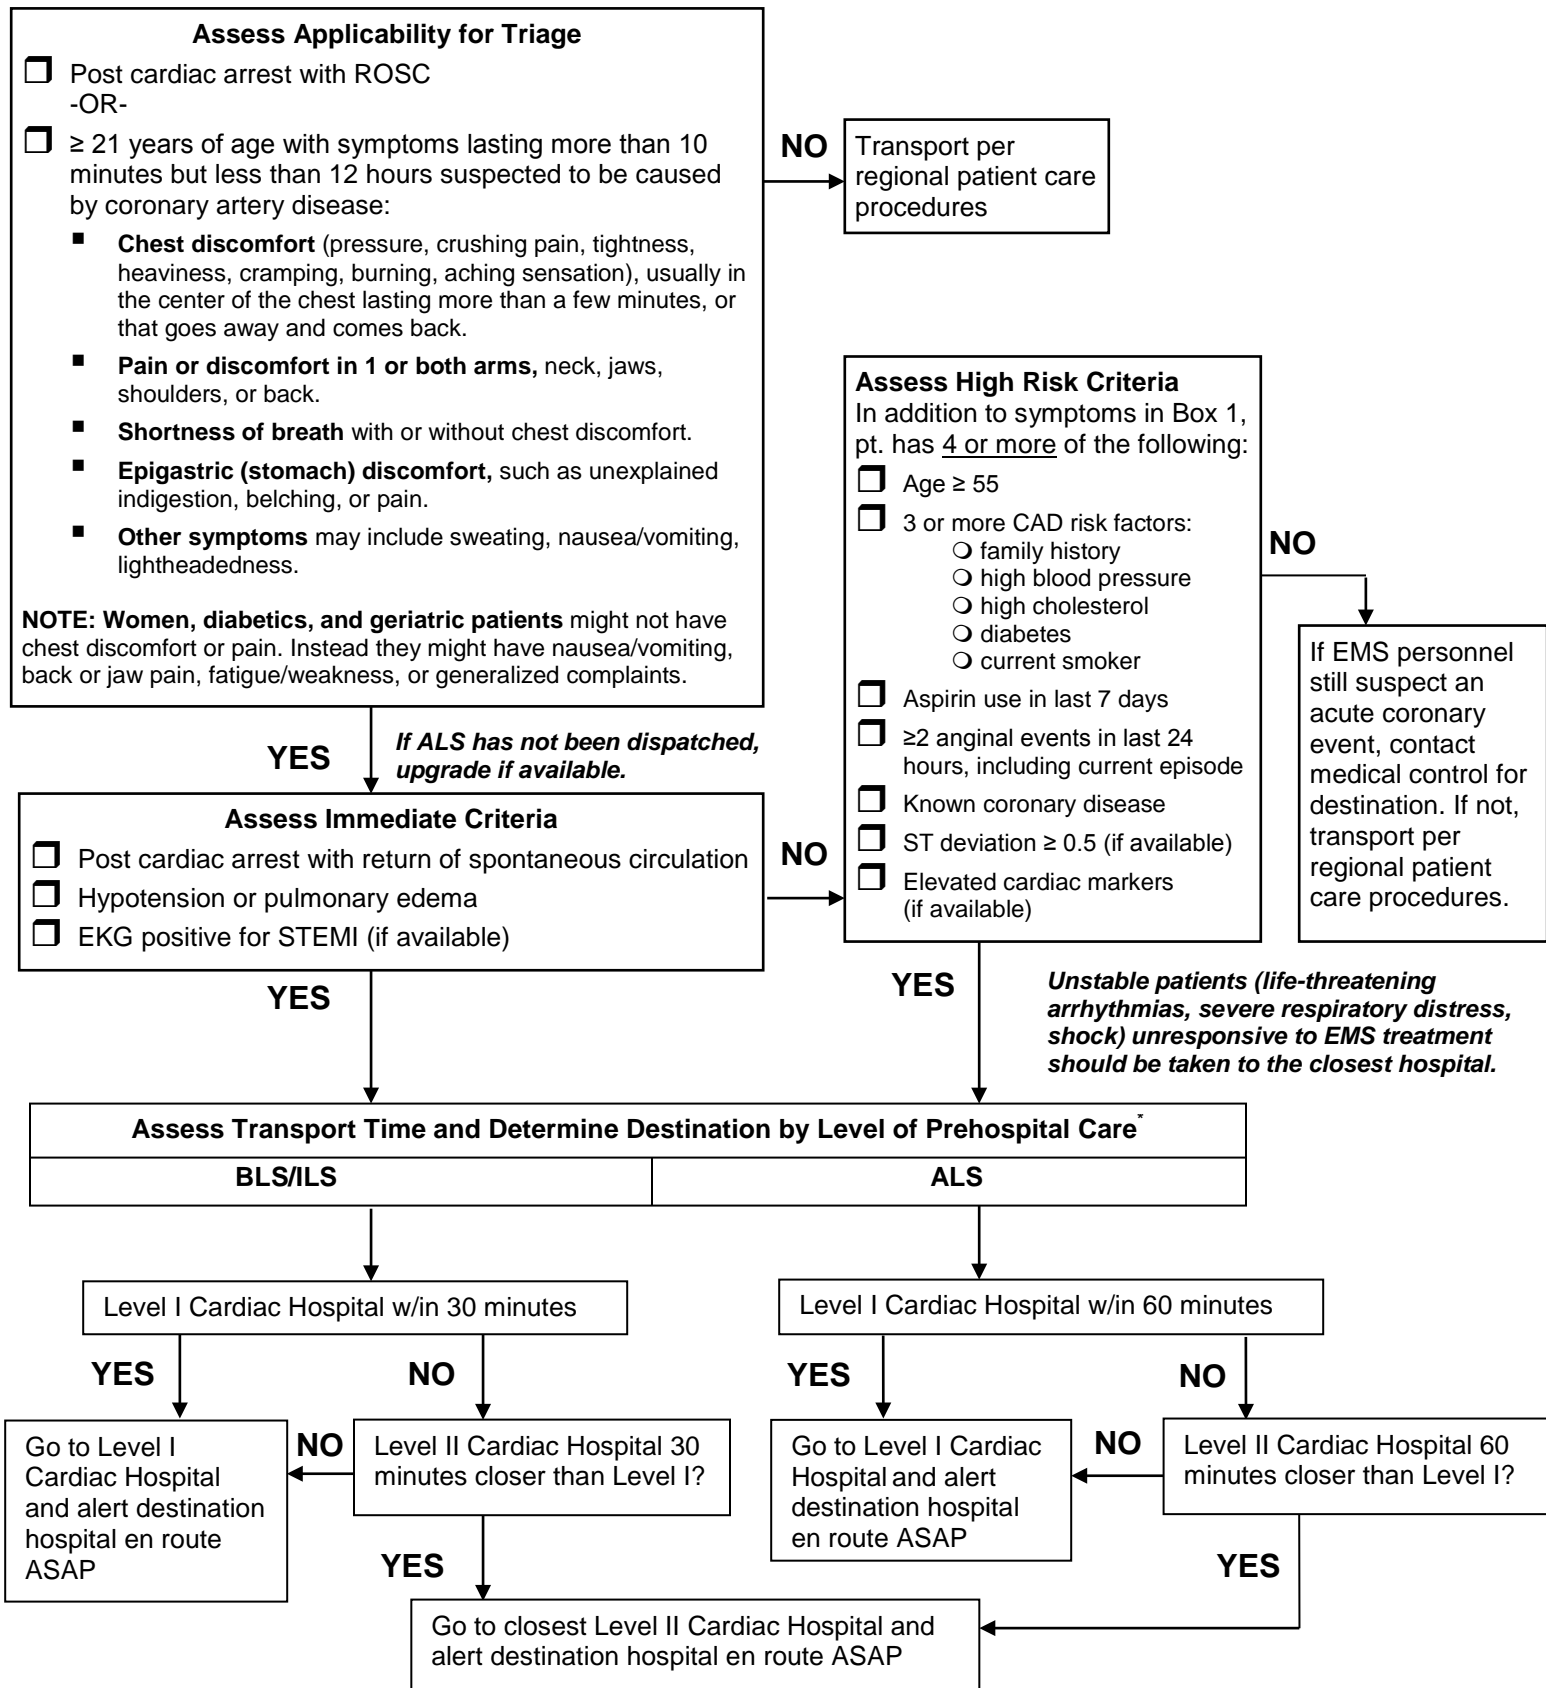 Assess Applicability for Triage
Post cardiac arrest with ROSC
-OR-
≥ 21 years of age with symptoms lasting more than 10
minutes but less than 12 hours suspected to be caused
by coronary artery disease:
Chest discomfort (pressure, crushing pain, tightness,
heaviness, cramping, burning, aching sensation), usually in
the center of the chest lasting more than a few minutes, or
that goes away and comes back.
Pain or discomfort in 1 or both arms, neck, jaws,
shoulders, or back.
Shortness of breath with or without chest discomfort.
Epigastric (stomach) discomfort, such as unexplained
indigestion, belching, or pain.
Other symptoms may include sweating, nausea/vomiting,
lightheadedness.
NOTE: Women, diabetics, and geriatric patients might not have
chest discomfort or pain. Instead they might have nausea/vomiting,
back or jaw pain, fatigue/weakness, or generalized complaints.
NO
Transport per
regional patient care
procedures
YES
If ALS has not been dispatched,
upgrade if available.
Assess Immediate Criteria
Post cardiac arrest with return of spontaneous circulation
Hypotension or pulmonary edema
EKG positive for STEMI (if available)
NO
Assess High Risk Criteria
In addition to symptoms in Box 1,
pt. has 4 or more of the following:
Age ≥ 55
3 or more CAD risk factors:
family history
high blood pressure
high cholesterol
diabetes
current smoker
Aspirin use in last 7 days
≥2 anginal events in last 24
hours, including current episode
Known coronary disease
ST deviation ≥ 0.5 (if available)
Elevated cardiac markers
(if available)
NO
If EMS personnel
still suspect an
acute coronary
event, contact
medical control for
destination. If not,
transport per
regional patient
care procedures.
YES
YES
Unstable patients (life-threatening
arrhythmias, severe respiratory distress,
shock) unresponsive to EMS treatment
should be taken to the closest hospital.
Assess Transport Time and Determine Destination by Level of Prehospital Care*
BLS/ILS
ALS
Level I Cardiac Hospital w/in 30 minutes
Level I Cardiac Hospital w/in 60 minutes
YES
NO
YES
NO
Go to Level I
Cardiac Hospital
and alert destination
hospital en route
ASAP
NO
Level II Cardiac Hospital 30
minutes closer than Level I?
Go to Level I Cardiac
Hospital and alert
destination hospital
en route ASAP
NO
Level II Cardiac Hospital 60
minutes closer than Level I?
YES
YES
Go to closest Level II Cardiac Hospital and
alert destination hospital en route ASAP